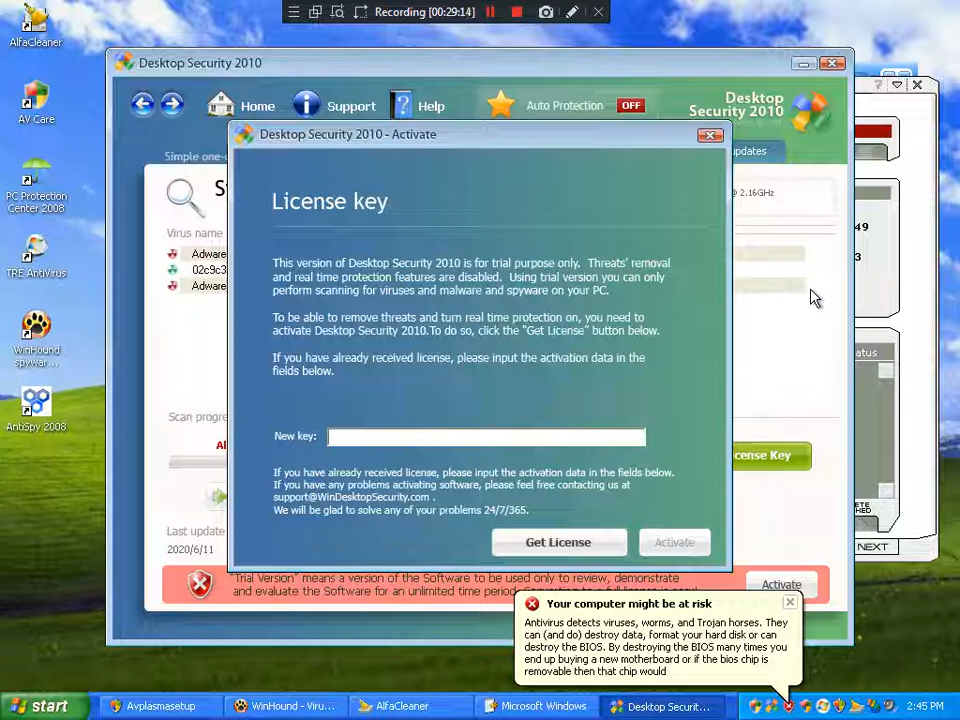 Recording [00:29:14]
AlfaCleaner
AV Care
PC Protection
Center 2008
TRE AntiVirus
WinHound
spywar...
AntiSpy 2008
Desktop Security 2010
Home
Support
Help
Auto Protection
OFF
Desktop
Security 2010
Simple one-
updates
@ 2.16GHz
Virus name
Adware
02c9c3
Adware
Scan progre
Last update
2020/6/11
Desktop Security 2010 - Activate
License key
This version of Desktop Security 2010 is for trial purpose only. Threats' removal
and real time protection features are disabled. Using trial version you can only
perform scanning for viruses and malware and spyware on your PC.
To be able to remove threats and turn real time protection on, you need to
activate Desktop Security 2010.To do so, click the "Get License" button below.
If you have already received license, please input the activation data in the
fields below.
New key:
If you have already received license, please input the activation data in the fields below.
If you have any problems activating software, please feel free contacting us at
support@WinDesktopSecurity.com .
We will be glad to solve any of your problems 24/7/365.
Get License
Activate
cense Key
49
3
atus
NEXT
"Trial Version" means a version of the Software to be used only to review, demonstrate
and evaluate the Software for an unlimited time period.
Activate
Your computer might be at risk
Antivirus detects viruses, worms, and Trojan horses. They
can (and do) destroy data, format your hard disk or can
destroy the BIOS. By destroying the BIOS many times you
end up buying a new motherboard or if the bios chip is
removable then that chip would
start
Avplasmasetup
WinHound - Viru...
AlfaCleaner
Microsoft Windows
Desktop Securit...
2:45 PM